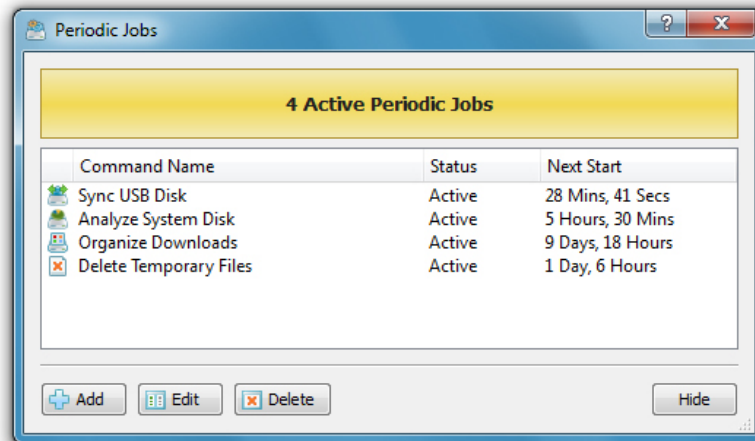 Periodic Jobs
?
4 Active Periodic Jobs
Command Name Status Next Start
Sync USB Disk Active 28 Mins, 41 Secs
Analyze System Disk Active 5 Hours, 30 Mins
Organize Downloads Active 9 Days, 18 Hours
Delete Temporary Files Active 1 Day, 6 Hours
Add Edit Delete Hide